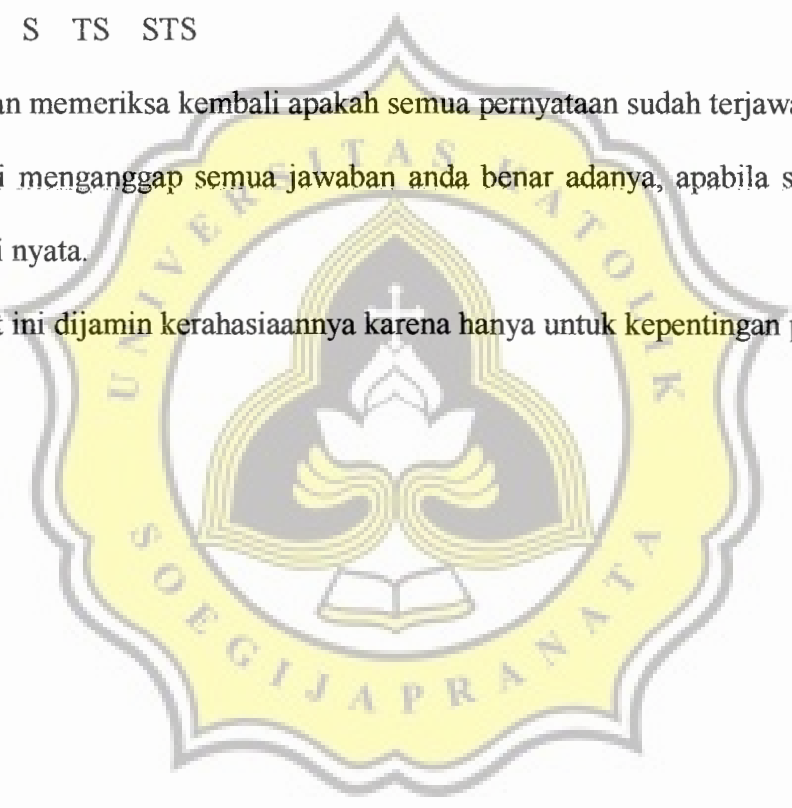 S TS STS
an memeriksa kembali apakah semua pernyataan sudah terjawa
i menganggap semua jawaban anda benar adanya, apabila s
i nyata.
t ini dijamin kerahasiaannya karena hanya untuk kepentingan p
UNIVERSITAS KATOLIK
SOEGIJAPRANATA